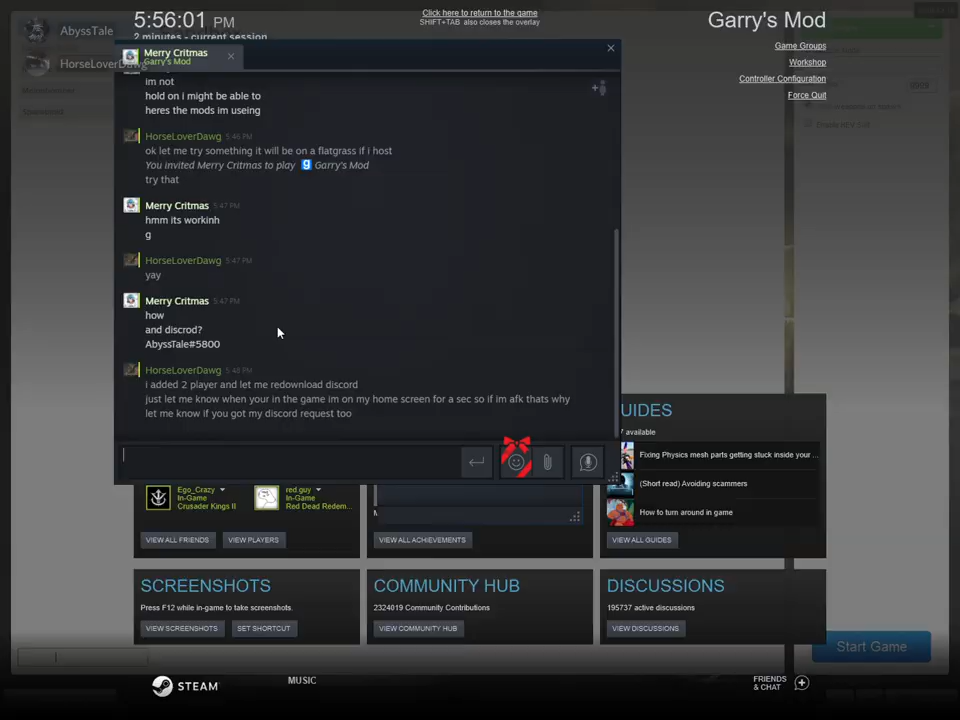 5:56:01 PM
2 minutes - current session
Click here to return to the game
SHIFT+TAB also closes the overlay
Garry's Mod
Game Groups
Workshop
Controller Configuration
Force Quit
AbyssTale
HorseLoverDawg
Merry Critmas
Garry's Mod
im not
hold on i might be able to
heres the mods im useing
HorseLoverDawg 5:46 PM
ok let me try something it will be on a flatgrass if i host
You invited Merry Critmas to play Garry's Mod
try that
Merry Critmas 5:47 PM
hmm its workinh
g
HorseLoverDawg 5:47 PM
yay
Merry Critmas 5:47 PM
how
and discrod?
AbyssTale#5800
HorseLoverDawg 5:48 PM
i added 2 player and let me redownload discord
just let me know when your in the game im on my home screen for a sec so if im afk thats why
let me know if you got my discord request too
UIDES
7 available
Fixing Physics mesh parts getting stuck inside your ...
(Short read) Avoiding scammers
How to turn around in game
VIEW ALL GUIDES
Ego_Crazy
In-Game
Crusader Kings II
red.guy
In-Game
Red Dead Redem...
VIEW ALL FRIENDS
VIEW PLAYERS
VIEW ALL ACHIEVEMENTS
SCREENSHOTS
Press F12 while in-game to take screenshots.
VIEW SCREENSHOTS
SET SHORTCUT
COMMUNITY HUB
2324019 Community Contributions
VIEW COMMUNITY HUB
DISCUSSIONS
195737 active discussions
VIEW DISCUSSIONS
Start Game
STEAM
MUSIC
FRIENDS
& CHAT